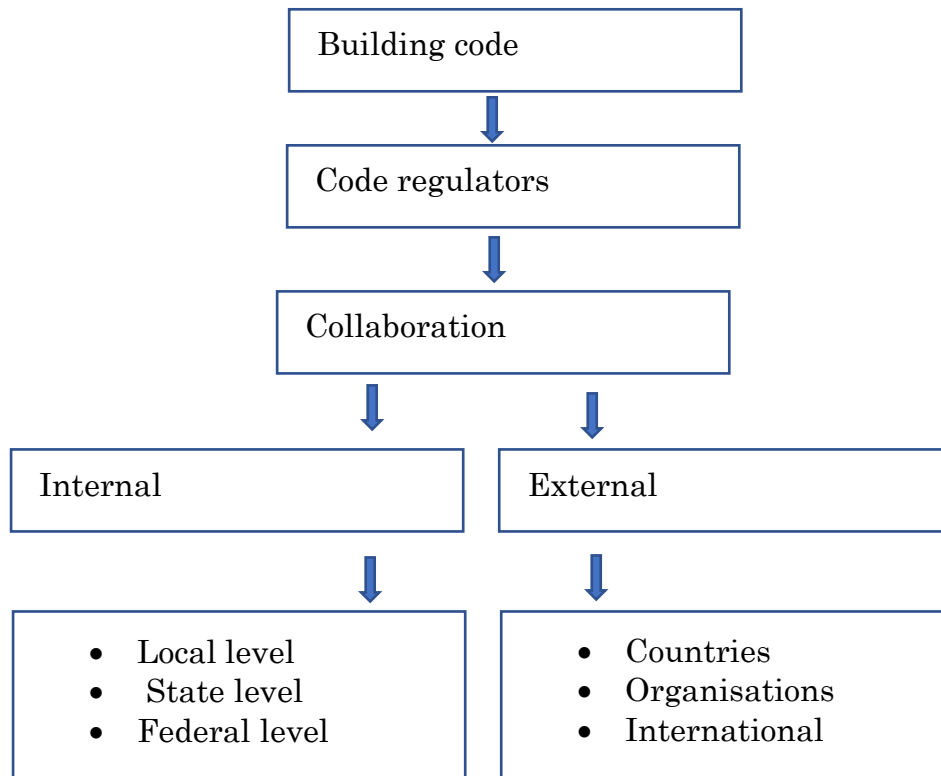 Building code
Code regulators
Collaboration
Internal
External
• Local level
• State level
• Federal level
• Countries
• Organisations
• International